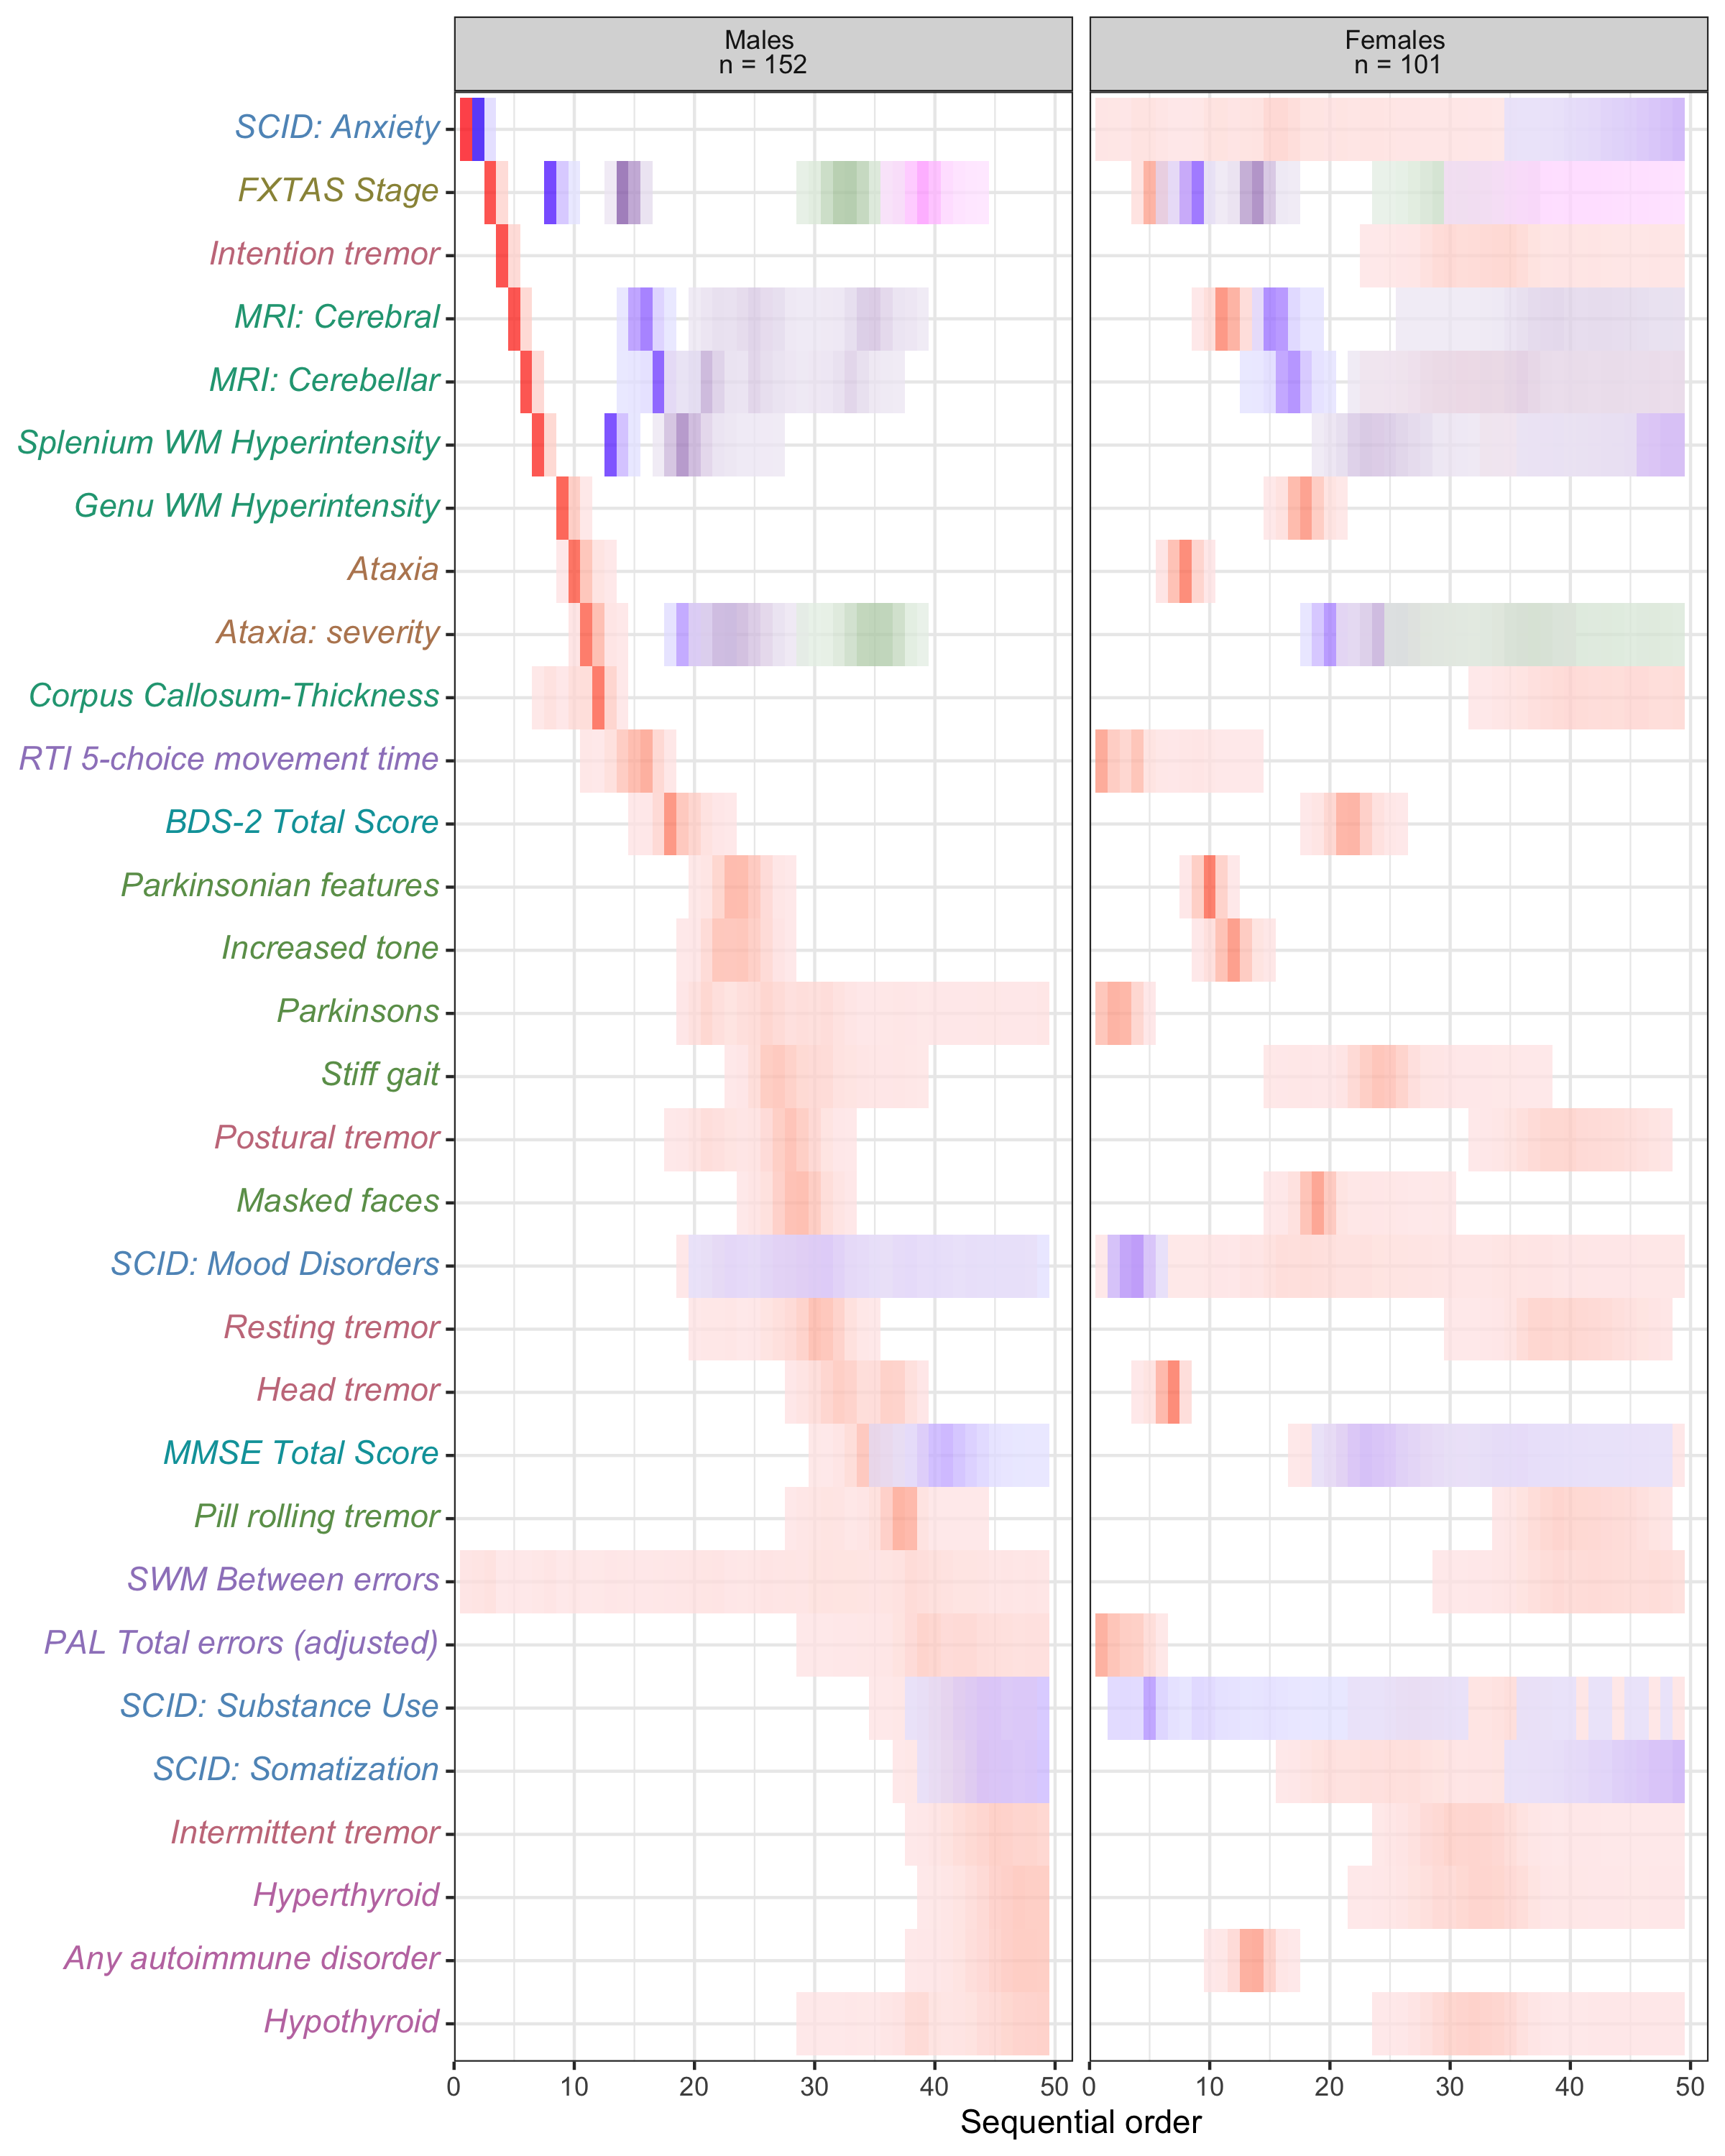 Males
n = 152
Females
n = 101
SCID: Anxiety
FXTAS Stage
Intention tremor
MRI: Cerebral
MRI: Cerebellar
Splenium WM Hyperintensity
Genu WM Hyperintensity
Ataxia
Ataxia: severity
Corpus Callosum-Thickness
RTI 5-choice movement time
BDS-2 Total Score
Parkinsonian features
Increased tone
Parkinsons
Stiff gait
Postural tremor
Masked faces
SCID: Mood Disorders
Resting tremor
Head tremor
MMSE Total Score
Pill rolling tremor
SWM Between errors
PAL Total errors (adjusted)
SCID: Substance Use
SCID: Somatization
Intermittent tremor
Hyperthyroid
Any autoimmune disorder
Hypothyroid
0 10 20 30 40 50 0 10 20 30 40 50
Sequential order